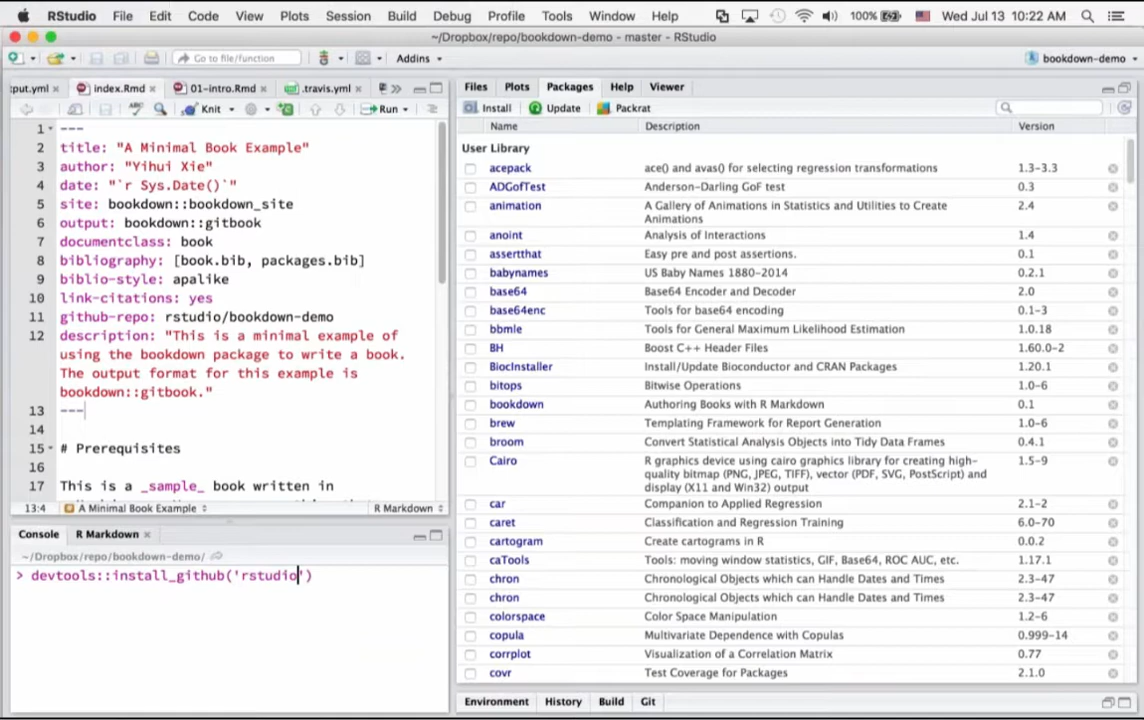 RStudio File Edit Code View Plots Session Build Debug Profile Tools Window Help 100% Wed Jul 13 10:22 AM
~/Dropbox/repo/bookdown-demo - master - RStudio
Go to file/function Addins bookdown-demo
put.yml index.Rmd 01-intro.Rmd .travis.yml
Knit Run
1 ---
2 title: "A Minimal Book Example"
3 author: "Yihui Xie"
4 date: "`r Sys.Date()`"
5 site: bookdown::bookdown_site
6 output: bookdown::gitbook
7 documentclass: book
8 bibliography: [book.bib, packages.bib]
9 biblio-style: apalike
10 link-citations: yes
11 github-repo: rstudio/bookdown-demo
12 description: "This is a minimal example of
using the bookdown package to write a book.
The output format for this example is
bookdown::gitbook."
13 ---
14
15 # Prerequisites
16
17 This is a _sample_ book written in
13:4 A Minimal Book Example R Markdown
Console R Markdown
~/Dropbox/repo/bookdown-demo/
> devtools::install_github('rstudio')
Files Plots Packages Help Viewer
Install Update Packrat
Name Description Version
User Library
acepack ace() and avas() for selecting regression transformations 1.3-3.3
ADGofTest Anderson-Darling GoF test 0.3
animation A Gallery of Animations in Statistics and Utilities to Create 2.4
Animations
anoint Analysis of Interactions 1.4
assertthat Easy pre and post assertions. 0.1
babynames US Baby Names 1880-2014 0.2.1
base64 Base64 Encoder and Decoder 2.0
base64enc Tools for base64 encoding 0.1-3
bbmle Tools for General Maximum Likelihood Estimation 1.0.18
BH Boost C++ Header Files 1.60.0-2
BiocInstaller Install/Update Bioconductor and CRAN Packages 1.20.1
bitops Bitwise Operations 1.0-6
bookdown Authoring Books with R Markdown 0.1
brew Templating Framework for Report Generation 1.0-6
broom Convert Statistical Analysis Objects into Tidy Data Frames 0.4.1
Cairo R graphics device using cairo graphics library for creating high- 1.5-9
quality bitmap (PNG, JPEG, TIFF), vector (PDF, SVG, PostScript) and
display (X11 and Win32) output
car Companion to Applied Regression 2.1-2
caret Classification and Regression Training 6.0-70
cartogram Create cartograms in R 0.0.2
caTools Tools: moving window statistics, GIF, Base64, ROC AUC, etc. 1.17.1
chron Chronological Objects which can Handle Dates and Times 2.3-47
chron Chronological Objects which can Handle Dates and Times 2.3-47
colorspace Color Space Manipulation 1.2-6
copula Multivariate Dependence with Copulas 0.999-14
corrplot Visualization of a Correlation Matrix 0.77
covr Test Coverage for Packages 2.1.0
Environment History Build Git